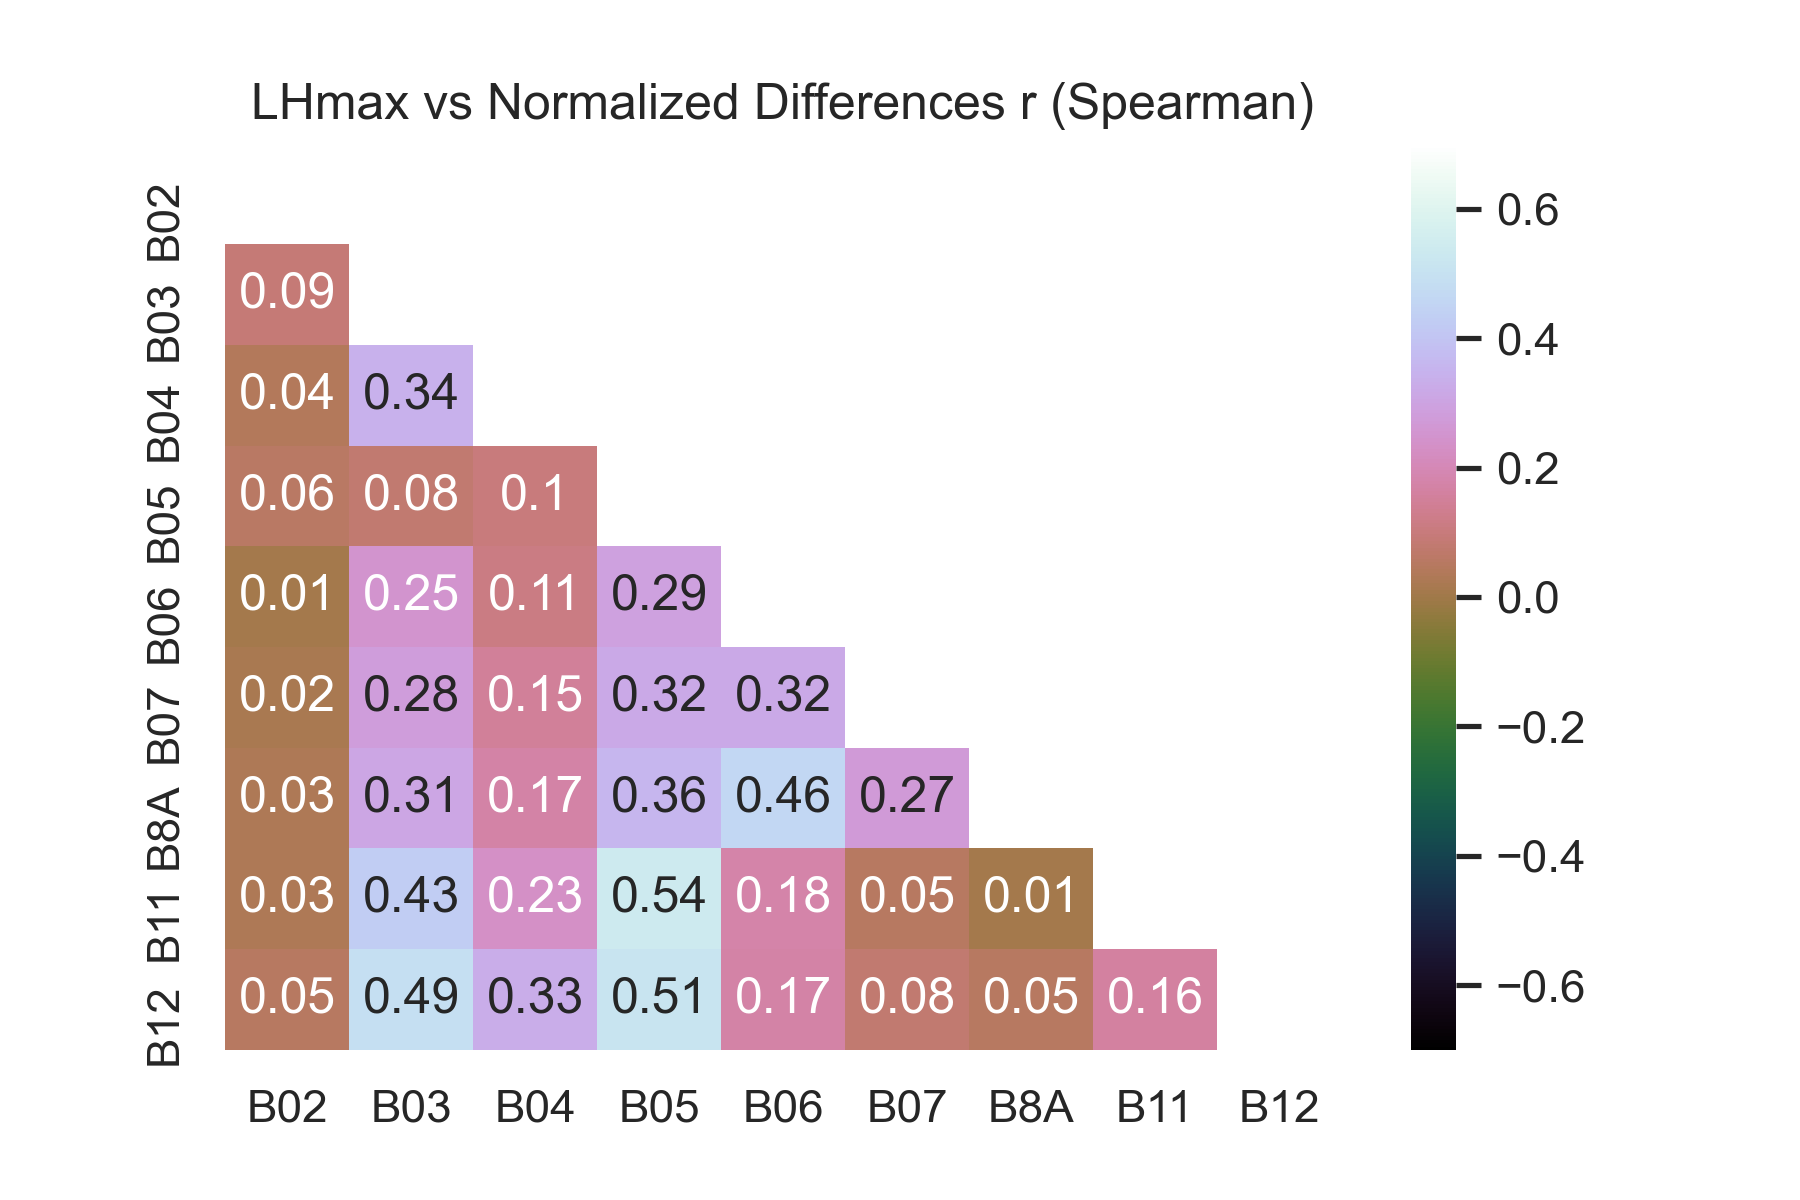 LHmax vs Normalized Differences r (Spearman)
B02
B03 0.09
B04 0.04 0.34
B05 0.06 0.08 0.1
B06 0.01 0.25 0.11 0.29
B07 0.02 0.28 0.15 0.32 0.32
B8A 0.03 0.31 0.17 0.36 0.46 0.27
B11 0.03 0.43 0.23 0.54 0.18 0.05 0.01
B12 0.05 0.49 0.33 0.51 0.17 0.08 0.05 0.16
B02 B03 B04 B05 B06 B07 B8A B11 B12
0.6
0.4
0.2
0.0
−0.2
−0.4
−0.6